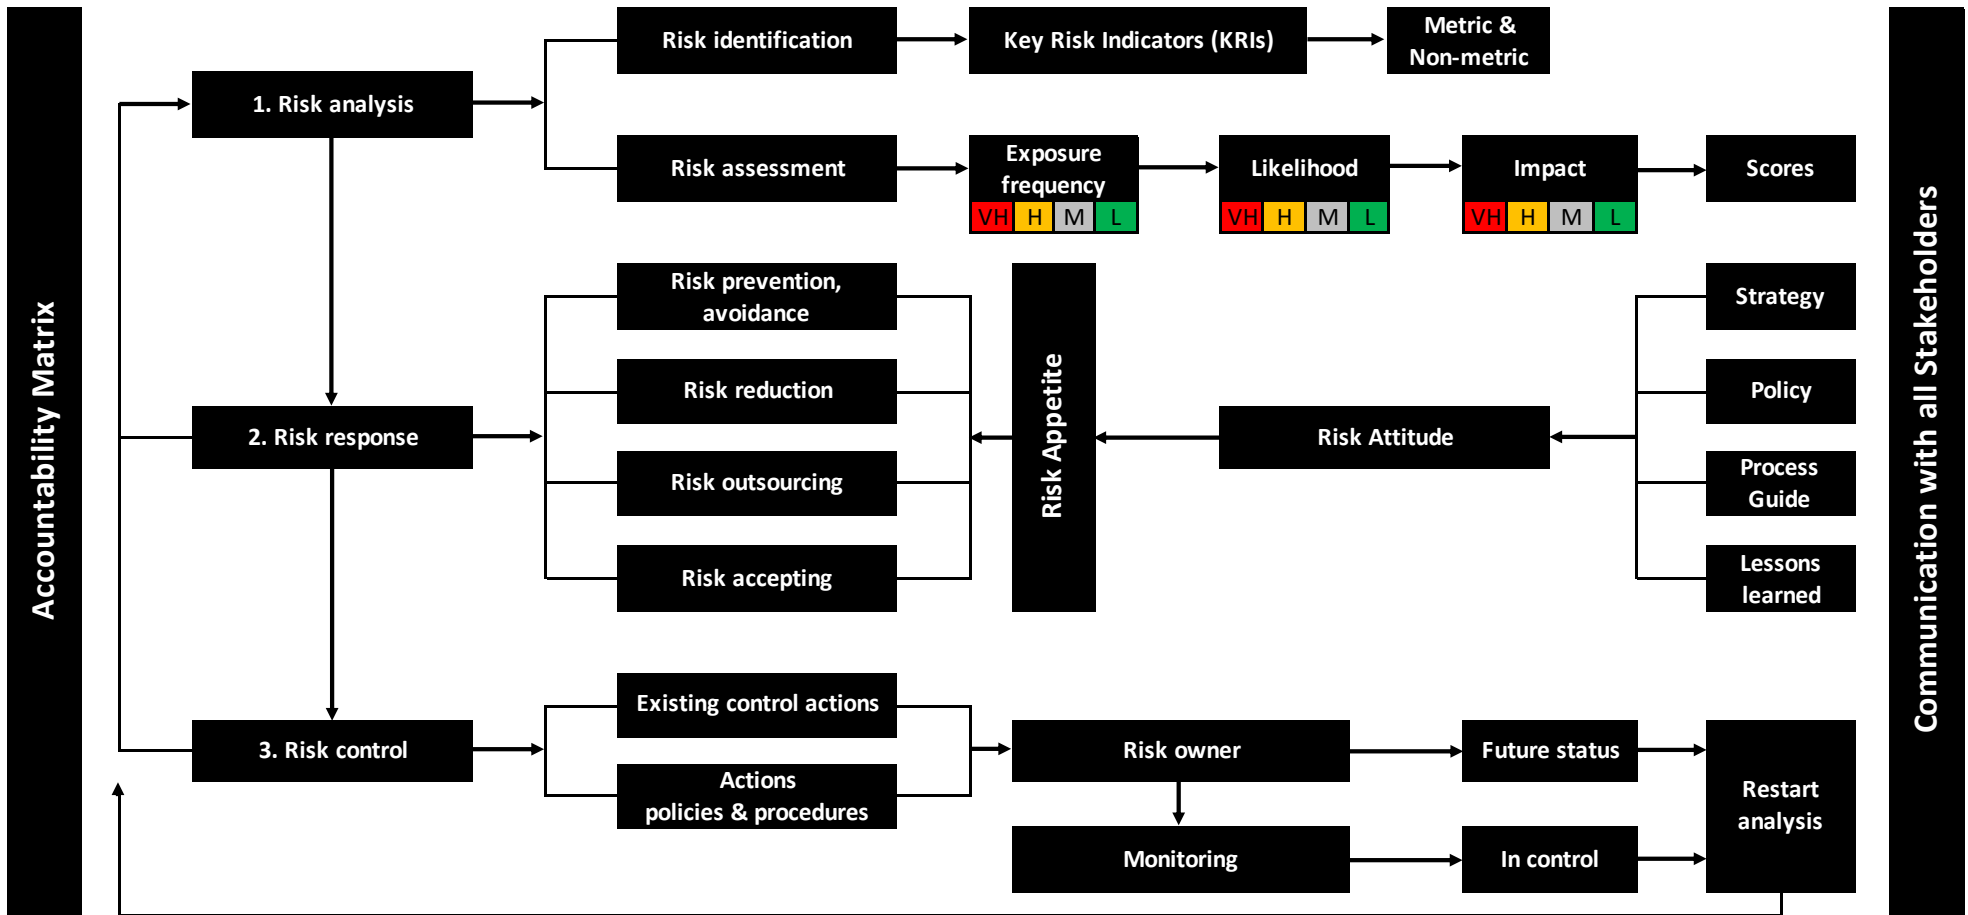 Accountability Matrix
Risk identification
Key Risk Indicators (KRIs)
Metric &
Non-metric
1. Risk analysis
Risk assessment
Exposure
frequency
VH H M L
Likelihood
VH H M L
Impact
VH H M L
Scores
2. Risk response
Risk prevention,
avoidance
Risk reduction
Risk outsourcing
Risk accepting
Risk Appetite
Risk Attitude
Strategy
Policy
Process
Guide
Lessons
learned
3. Risk control
Existing control actions
Actions
policies & procedures
Risk owner
Future status
Monitoring
In control
Restart
analysis
Communication with all Stakeholders